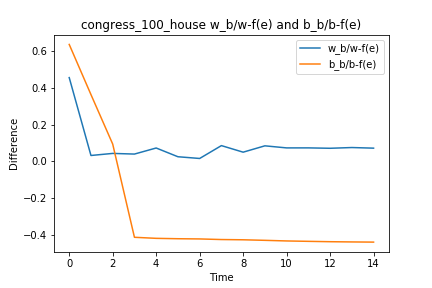 congress_100_house w_b/w-f(e) and b_b/b-f(e)
w_b/w-f(e)
b_b/b-f(e)
Difference
0.6
0.4
0.2
0.0
−0.2
−0.4
0 2 4 6 8 10 12 14
Time